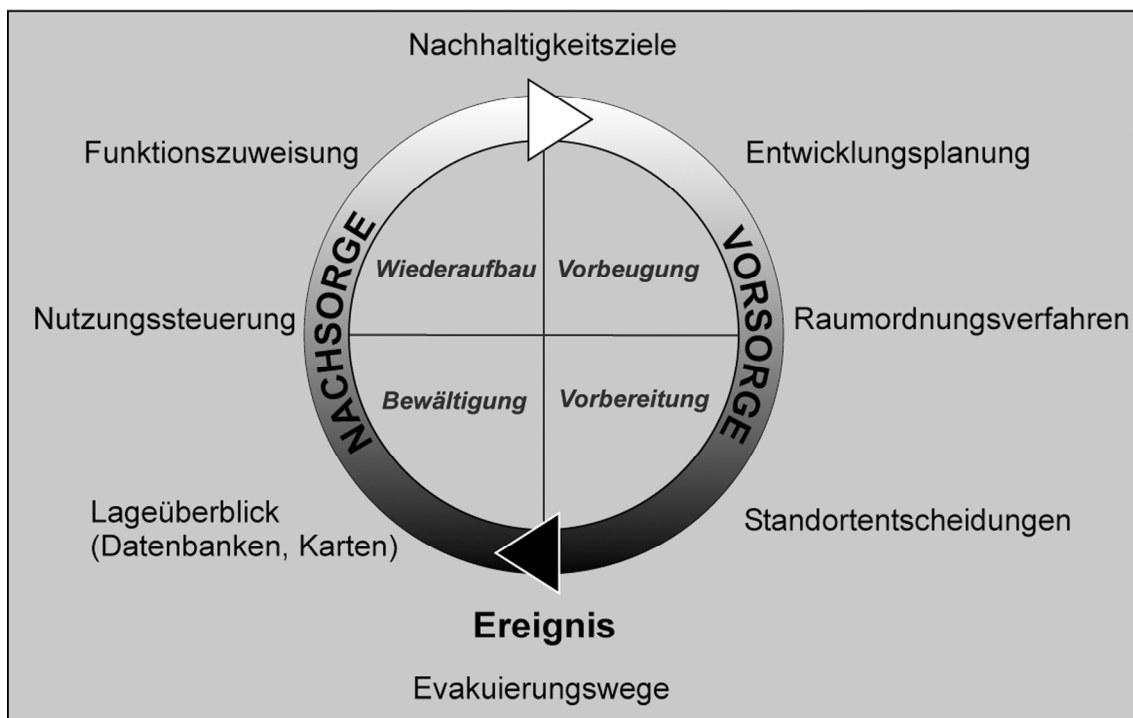 Nachhaltigkeitsziele
Funktionszuweisung
Entwicklungsplanung
NACHSORGE
VORSORGE
Wiederaufbau
Vorbeugung
Nutzungssteuerung
Raumordnungsverfahren
Bewältigung
Vorbereitung
Lageüberblick
(Datenbanken, Karten)
Standortentscheidungen
Ereignis
Evakuierungswege